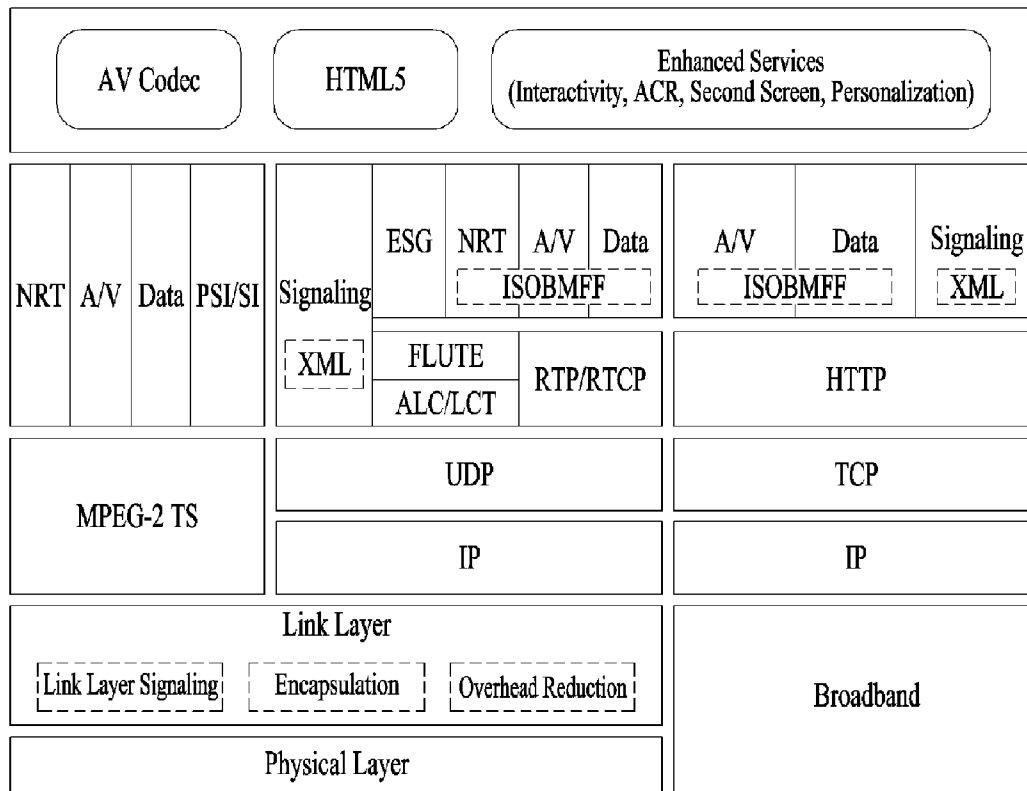 AV Codec
HTML5
Enhanced Services
(Interactivity, ACR, Second Screen, Personalization)
NRT
A/V
Data
PSI/SI
Signaling
XML
ESG
NRT
A/V
Data
ISOBMFF
FLUTE
ALC/LCT
RTP/RTCP
A/V
Data
ISOBMFF
Signaling
XML
HTTP
MPEG-2 TS
UDP
IP
TCP
IP
Link Layer
Link Layer Signaling
Encapsulation
Overhead Reduction
Physical Layer
Broadband